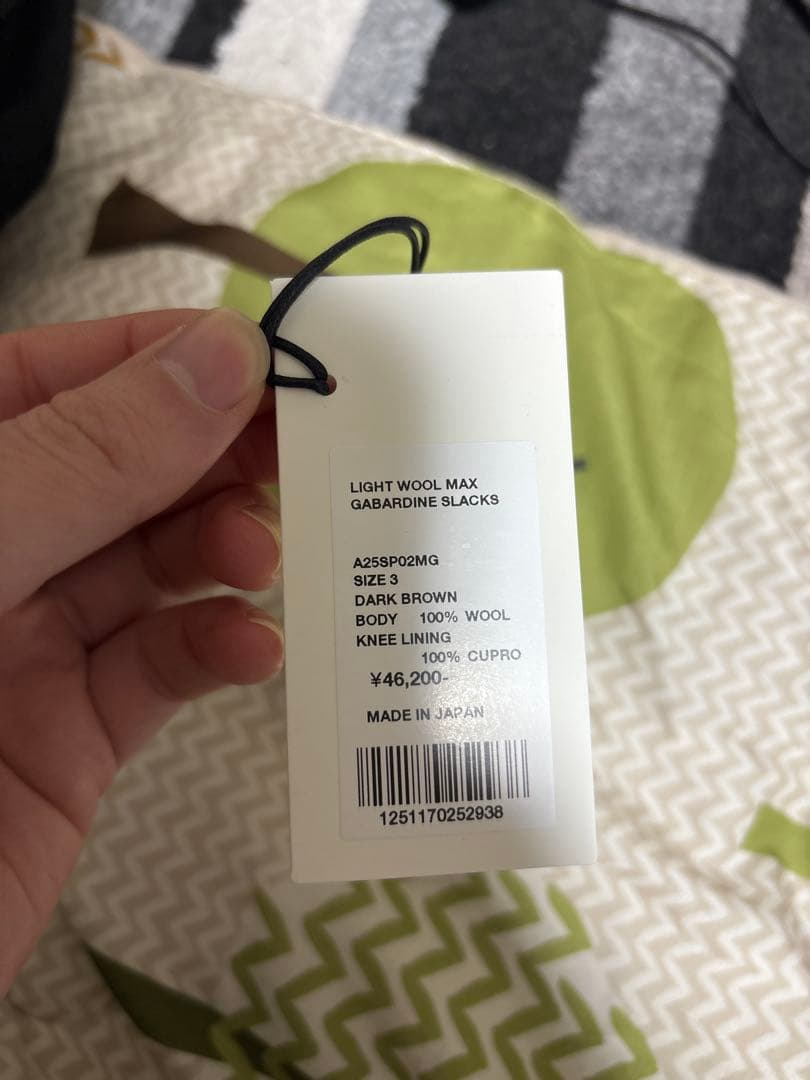 LIGHT WOOL MAX
GABARDINE SLACKS
A25SP02MG
SIZE 3
DARK BROWN
BODY 100% WOOL
KNEE LINING
100% CUPRO
¥46,200-
MADE IN JAPAN
1251170252938